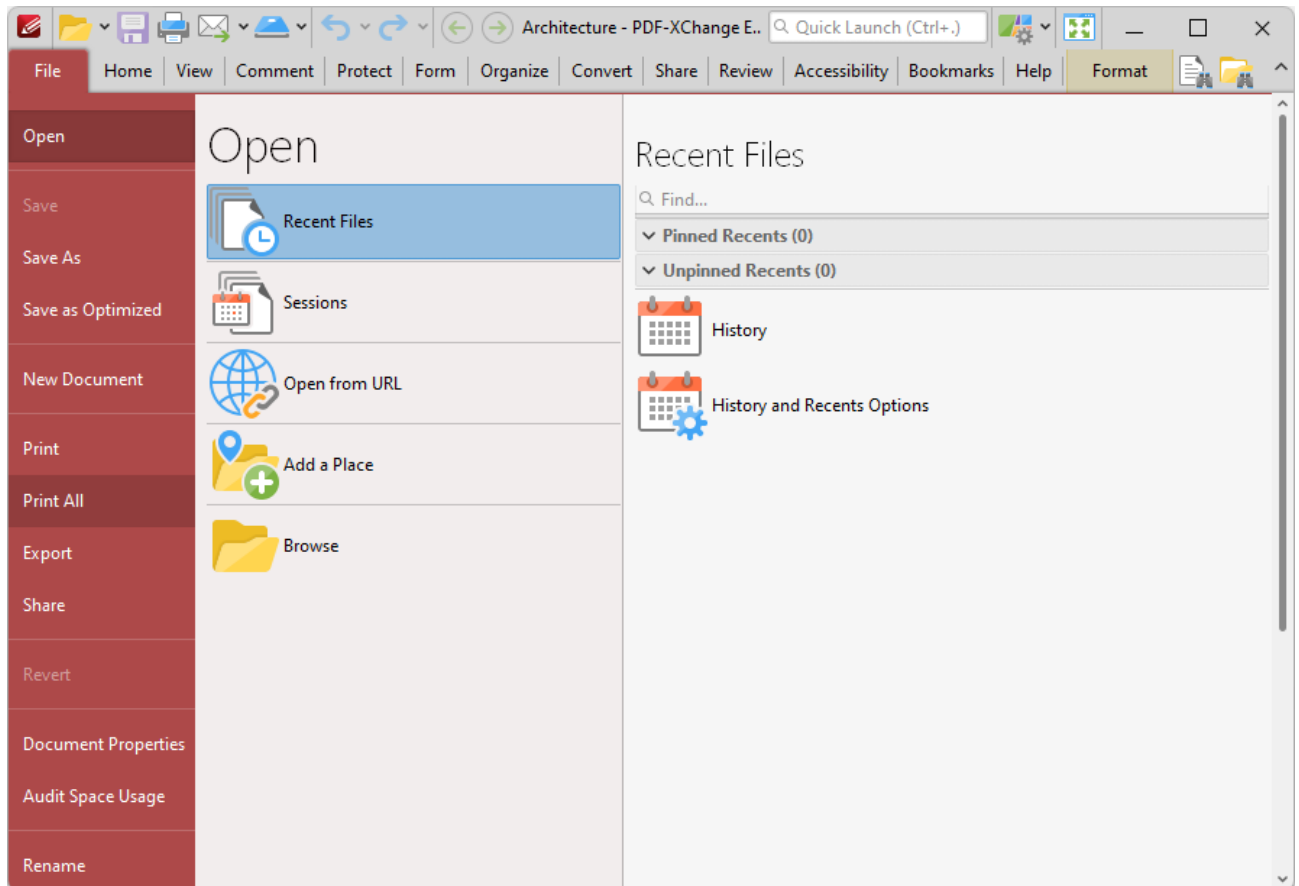 Architecture - PDF-XChange E..
Quick Launch (Ctrl+.)
File
Home
View
Comment
Protect
Form
Organize
Convert
Share
Review
Accessibility
Bookmarks
Help
Format
Open
Save
Save As
Save as Optimized
New Document
Print
Print All
Export
Share
Revert
Document Properties
Audit Space Usage
Rename
Open
Recent Files
Sessions
Open from URL
Add a Place
Browse
Recent Files
Find...
Pinned Recents (0)
Unpinned Recents (0)
History
History and Recents Options